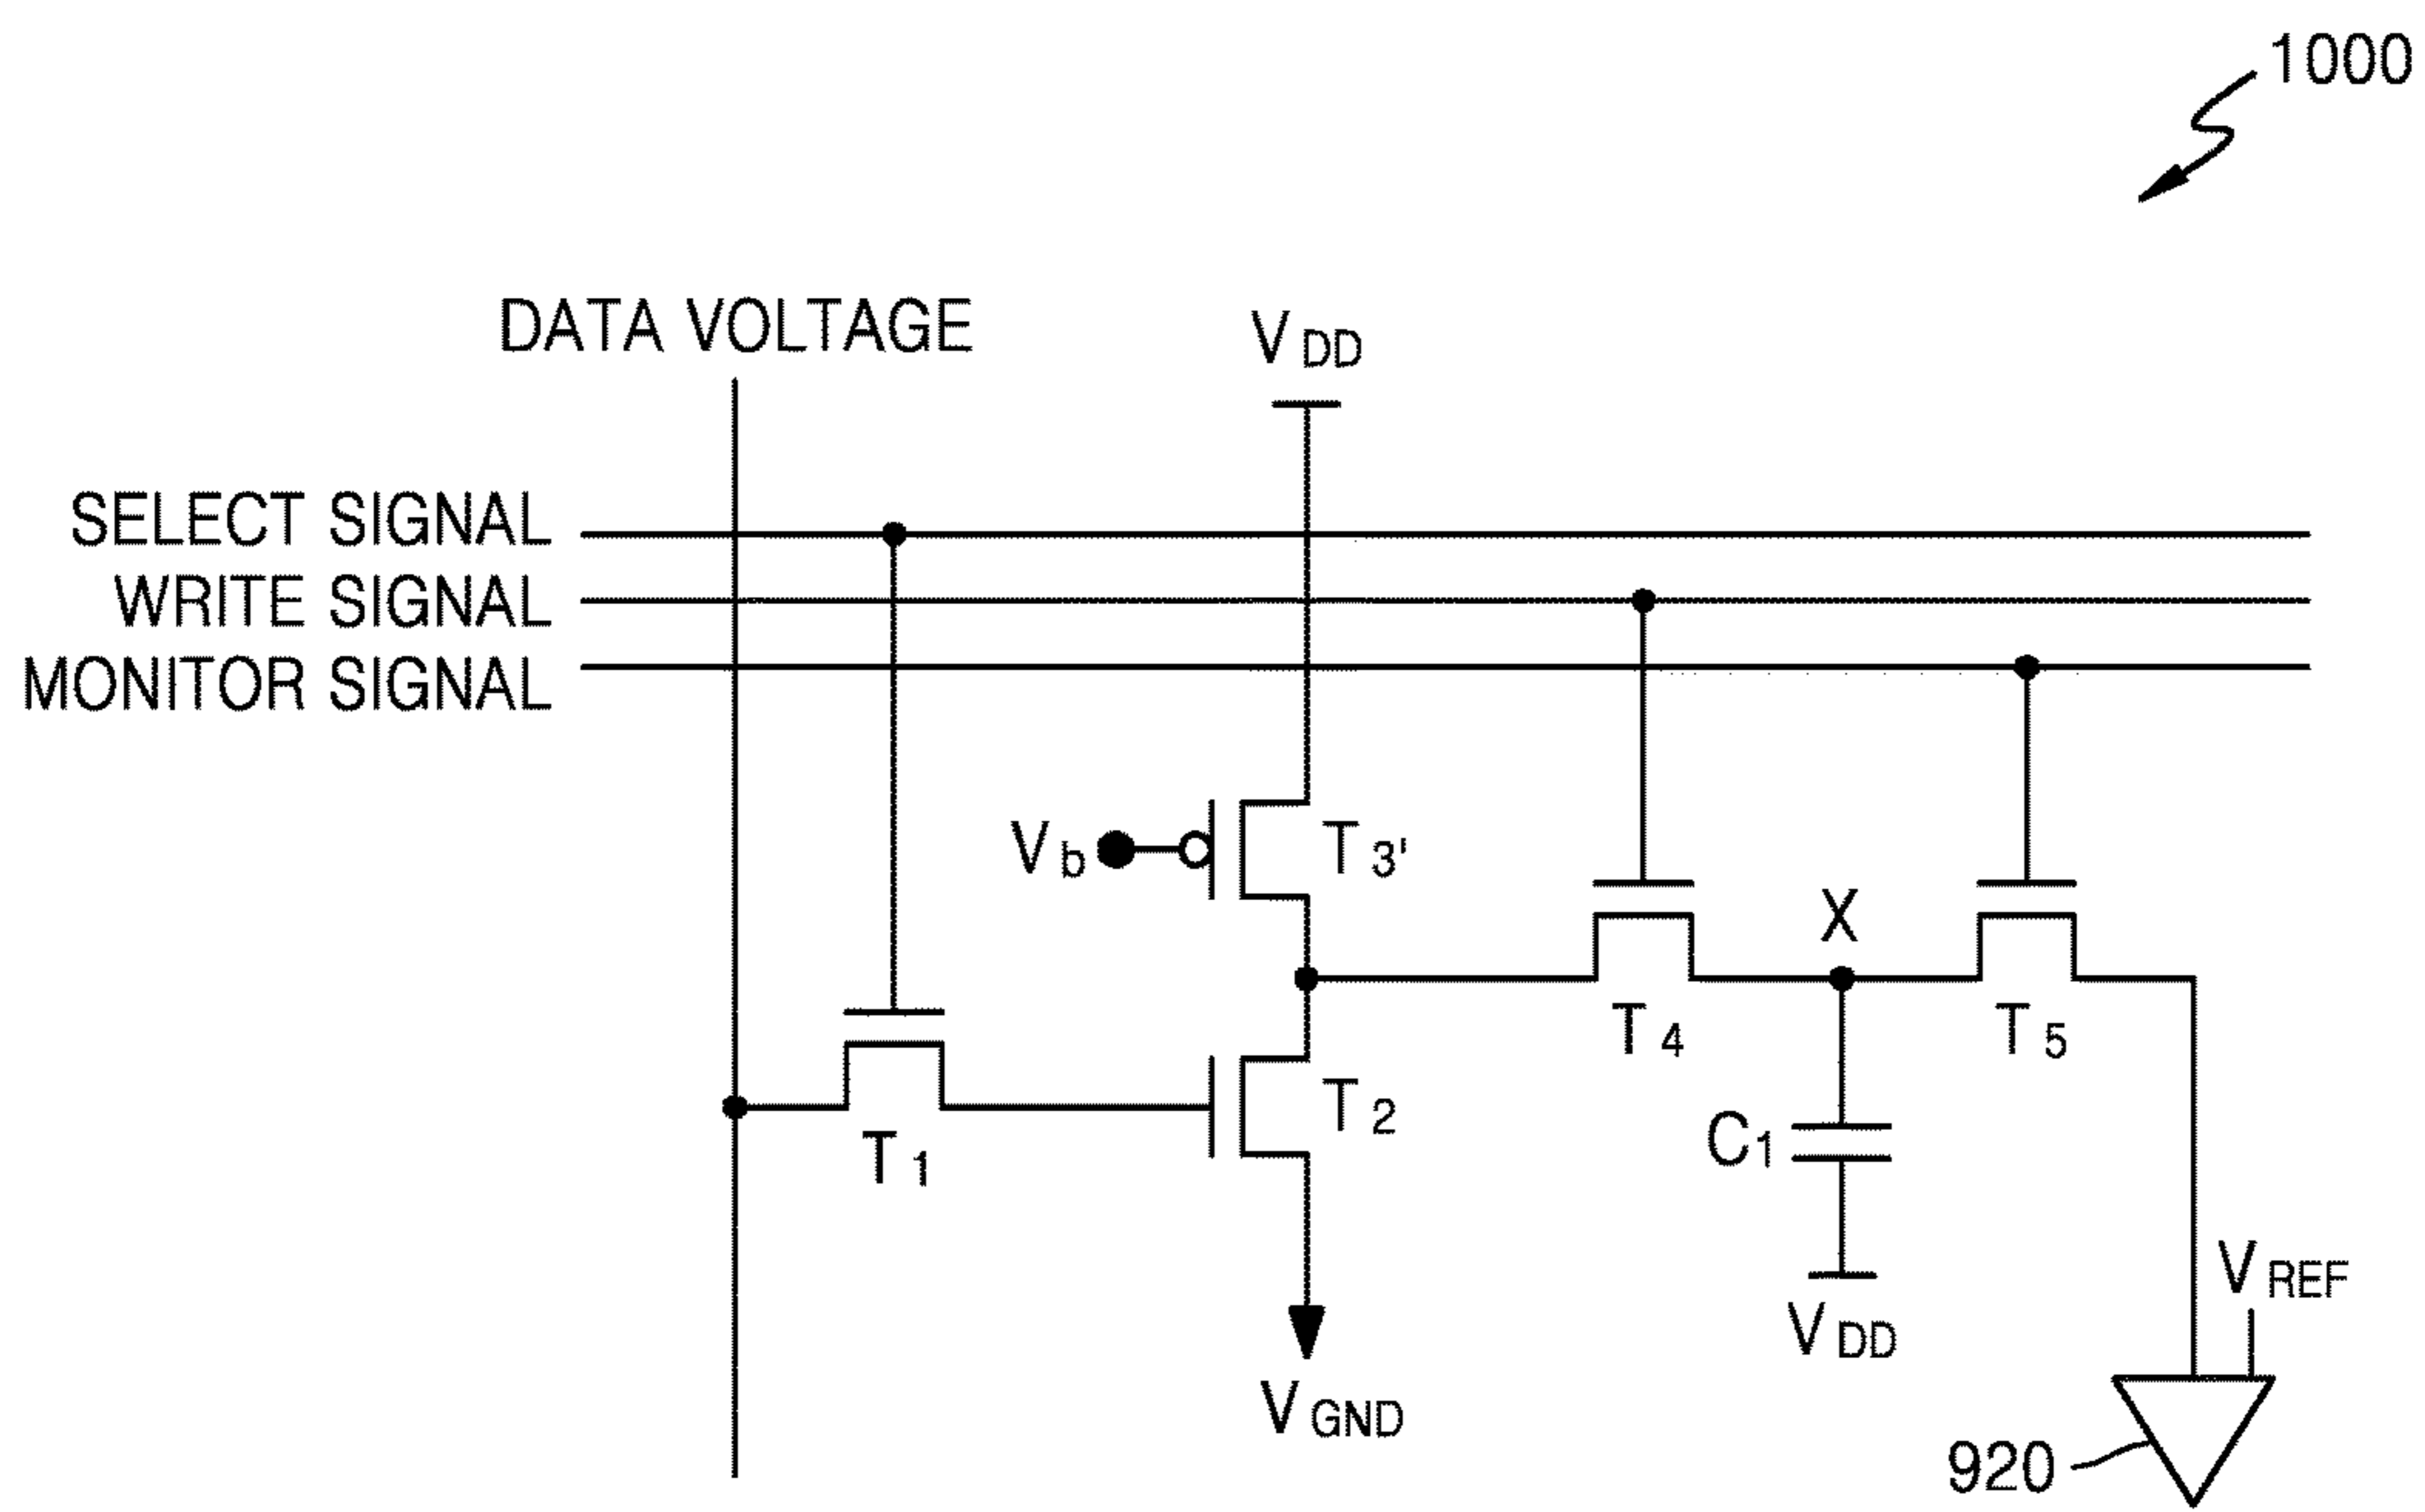 1000
DATA VOLTAGE
VDD
SELECT SIGNAL
WRITE SIGNAL
MONITOR SIGNAL
Vb
T3'
X
T4
T5
T2
T1
C1
VREF
VDD
VGND
920